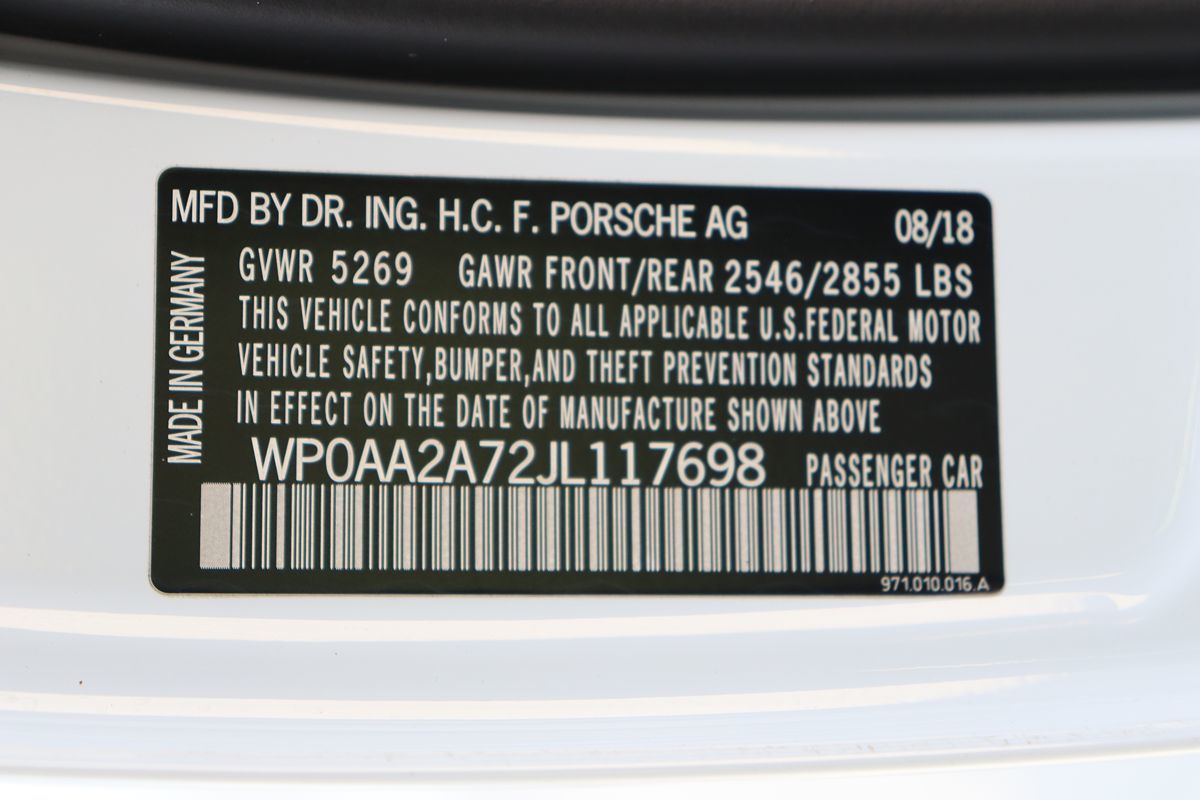 MFD BY DR. ING. H.C. F. PORSCHE AG 08/18
GVWR 5269 GAWR FRONT/REAR 2546/2855 LBS
THIS VEHICLE CONFORMS TO ALL APPLICABLE U.S.FEDERAL MOTOR
VEHICLE SAFETY,BUMPER,AND THEFT PREVENTION STANDARDS
IN EFFECT ON THE DATE OF MANUFACTURE SHOWN ABOVE
MADE IN GERMANY
WP0AA2A72JL117698 PASSENGER CAR
971.010.016.A